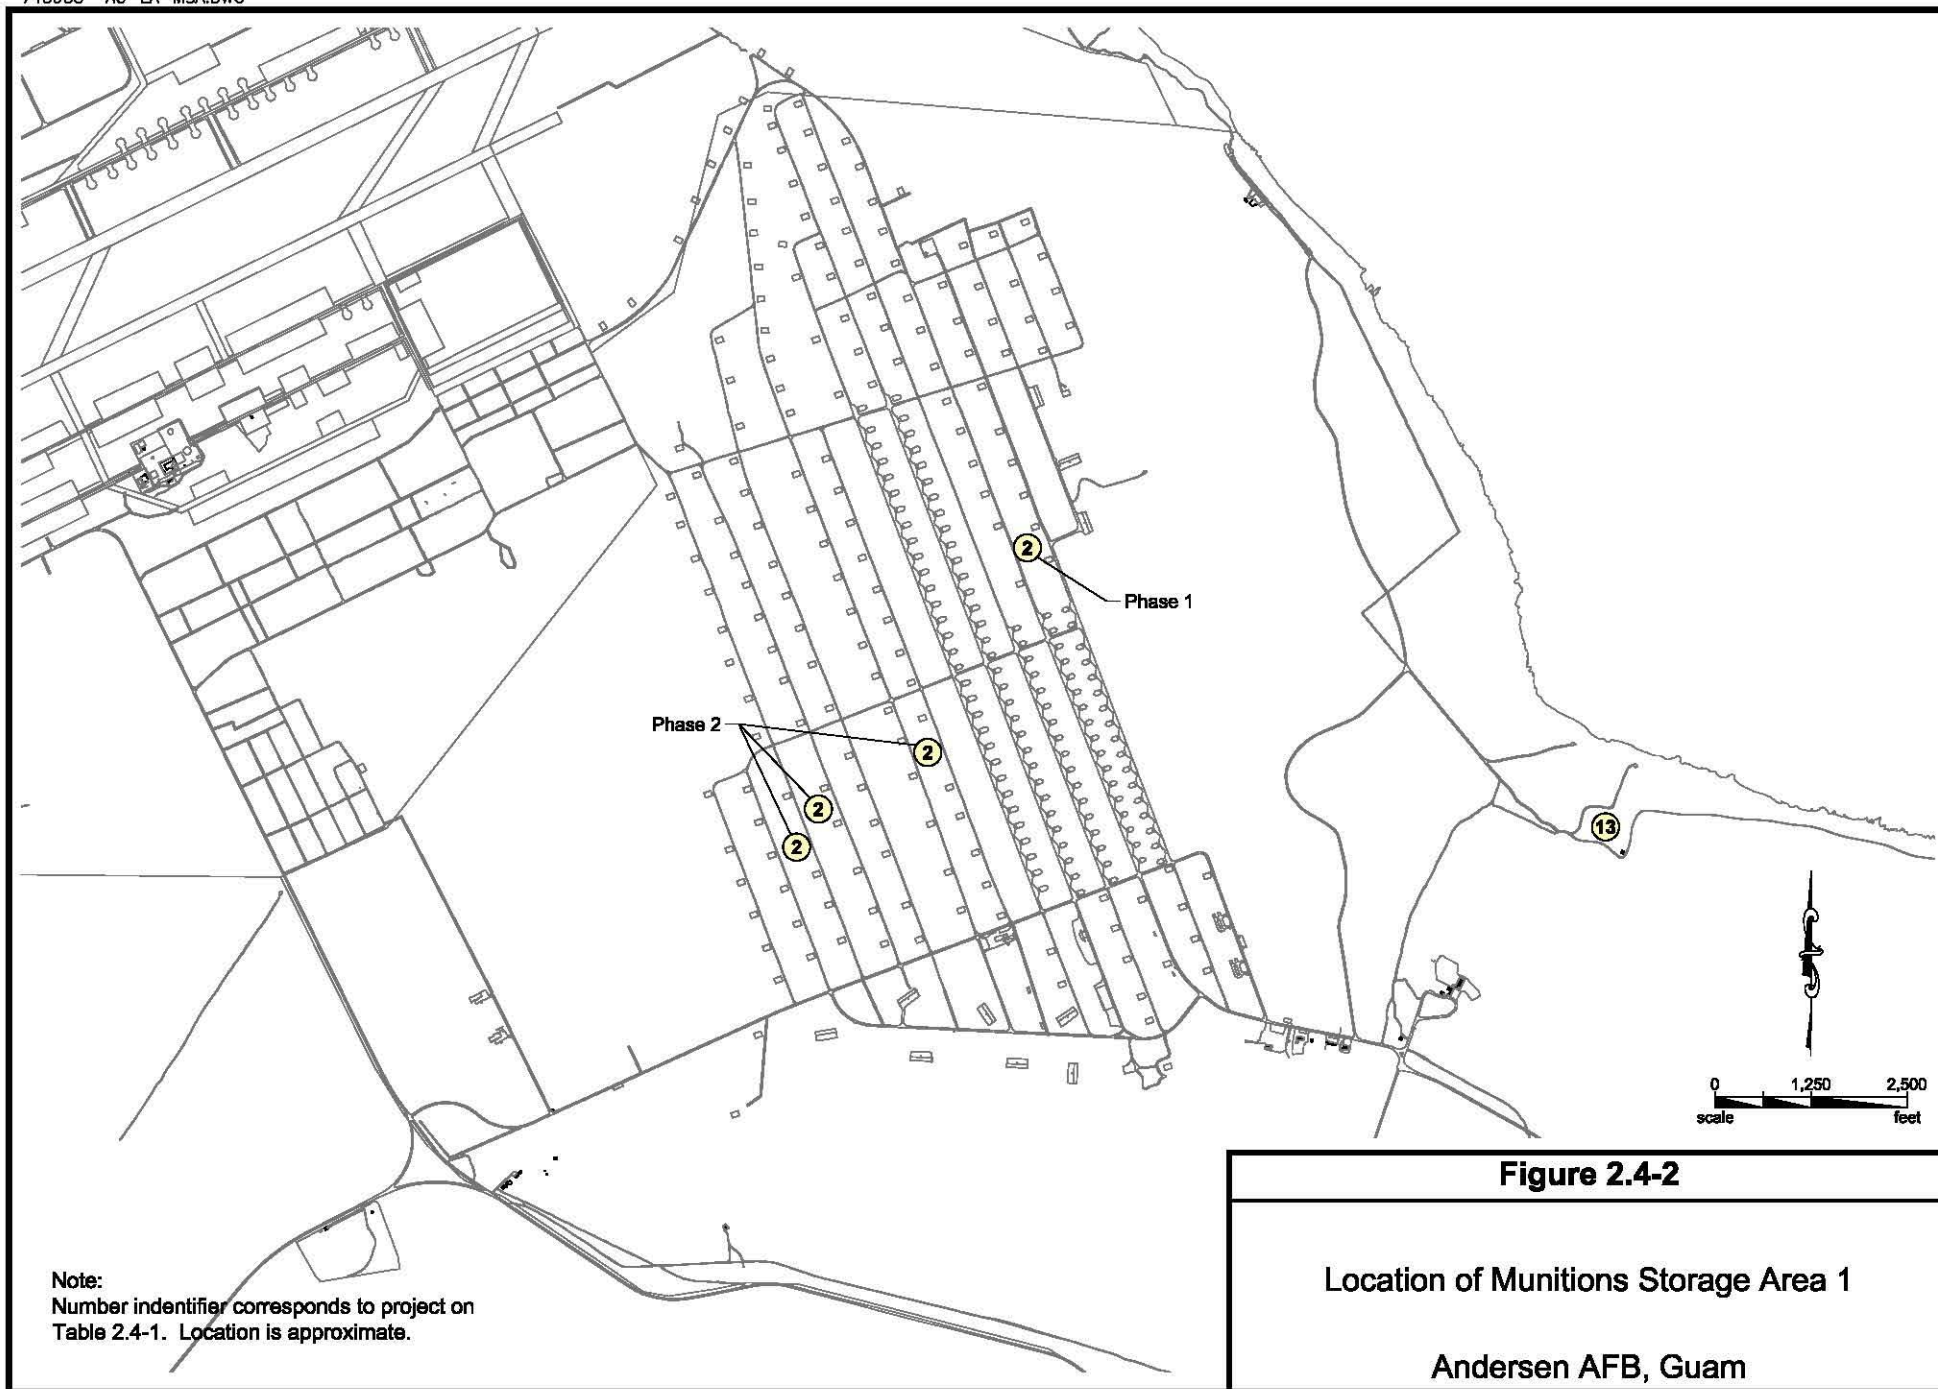 2
Phase 1
Phase 2
2
2
2
13
0 1,250 2,500
scale feet
Figure 2.4-2
Location of Munitions Storage Area 1
Andersen AFB, Guam
Note:
Number indentifier corresponds to project on
Table 2.4-1. Location is approximate.